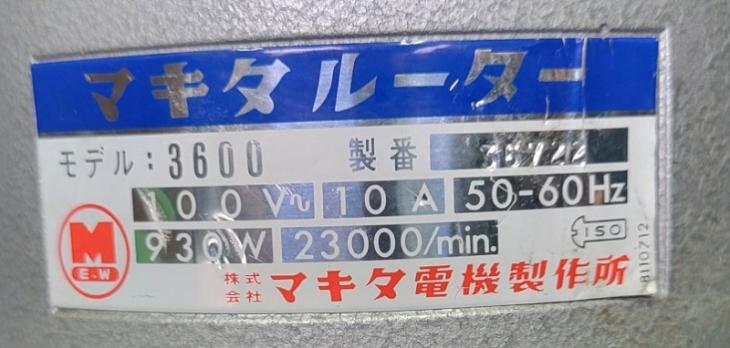 マキタルーター
モデル:3600 製番
100V 10A 50-60Hz
930W 23000/min.
M
E.W
ISO
8110712
株式会社 マキタ電機製作所